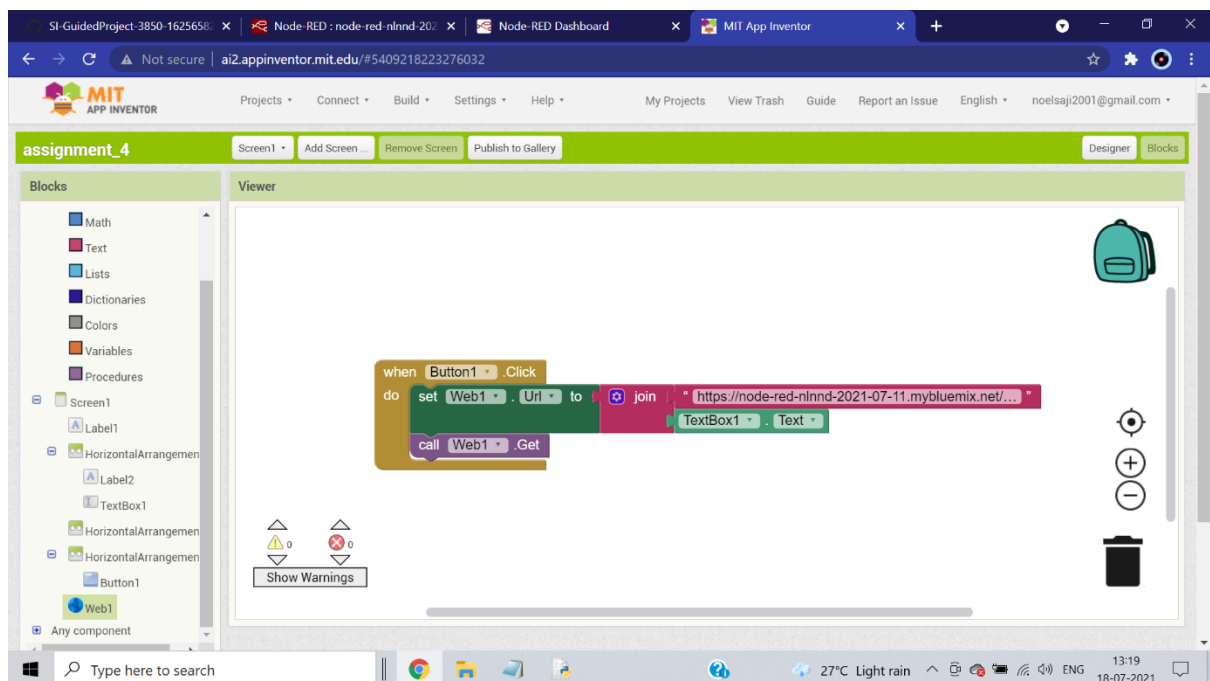 SI-GuidedProject-3850-16256582
Node-RED : node-red-nlnnd-202
Node-RED Dashboard
MIT App Inventor
Not secure | ai2.appinventor.mit.edu/#5409218223276032
MIT
APP INVENTOR
Projects Connect Build Settings Help My Projects View Trash Guide Report an Issue English noelsaji2001@gmail.com
assignment_4 Screen1 Add Screen ... Remove Screen Publish to Gallery Designer Blocks
Blocks Viewer
Math
Text
Lists
Dictionaries
Colors
Variables
Procedures
Screen1
Label1
HorizontalArrangemen
Label2
TextBox1
HorizontalArrangemen
HorizontalArrangemen
Button1
Web1
Any component
when Button1 .Click
do set Web1 . Url to join " https://node-red-nlnnd-2021-07-11.mybluemix.net/... "
TextBox1 . Text
call Web1 .Get
0 0
Show Warnings
Type here to search 27°C Light rain ENG 13:19
18-07-2021